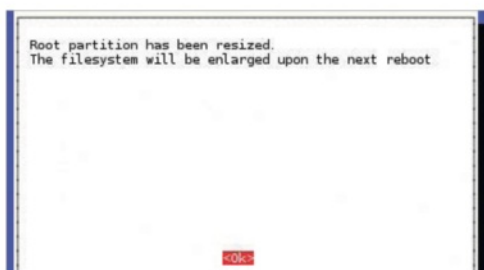 Root partition has been resized.
The filesystem will be enlarged upon the next reboot
<Ok>